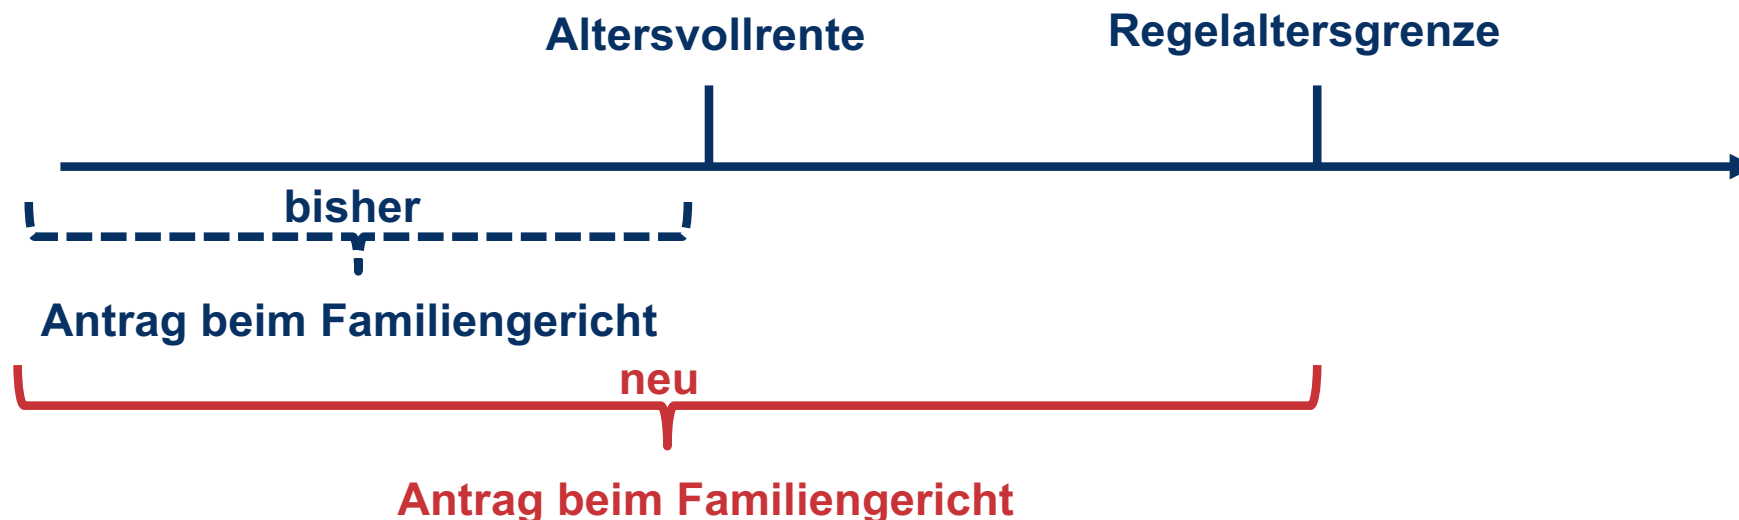 Altersvollrente
Regelaltersgrenze
bisher
Antrag beim Familiengericht
neu
Antrag beim Familiengericht